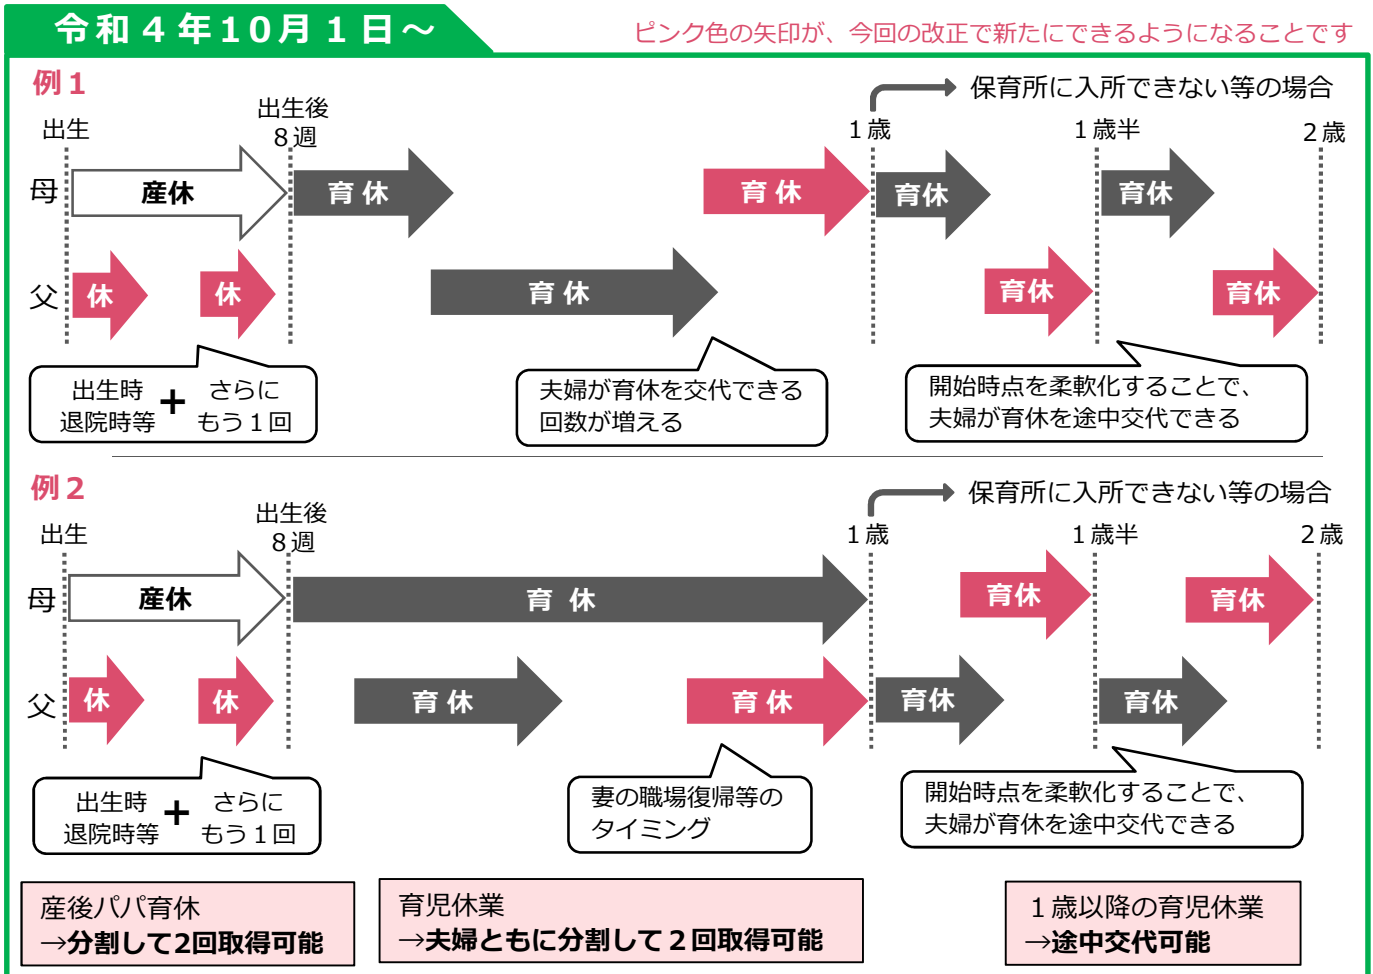 令和４年10月１日～
ピンク色の矢印が、今回の改正で新たにできるようになることです
例１
保育所に入所できない等の場合
出生
出生後
８週
１歳
１歳半
２歳
母
産休
育休
育休
育休
育休
父
休
休
育休
育休
育休
出生時
退院時等
＋
さらに
もう１回
夫婦が育休を交代できる
回数が増える
開始時点を柔軟化することで、
夫婦が育休を途中交代できる
例２
保育所に入所できない等の場合
出生
出生後
８週
１歳
１歳半
２歳
母
産休
育休
育休
育休
父
休
休
育休
育休
育休
育休
出生時
退院時等
＋
さらに
もう１回
妻の職場復帰等の
タイミング
開始時点を柔軟化することで、
夫婦が育休を途中交代できる
産後パパ育休
→分割して2回取得可能
育児休業
→夫婦ともに分割して２回取得可能
１歳以降の育児休業
→途中交代可能